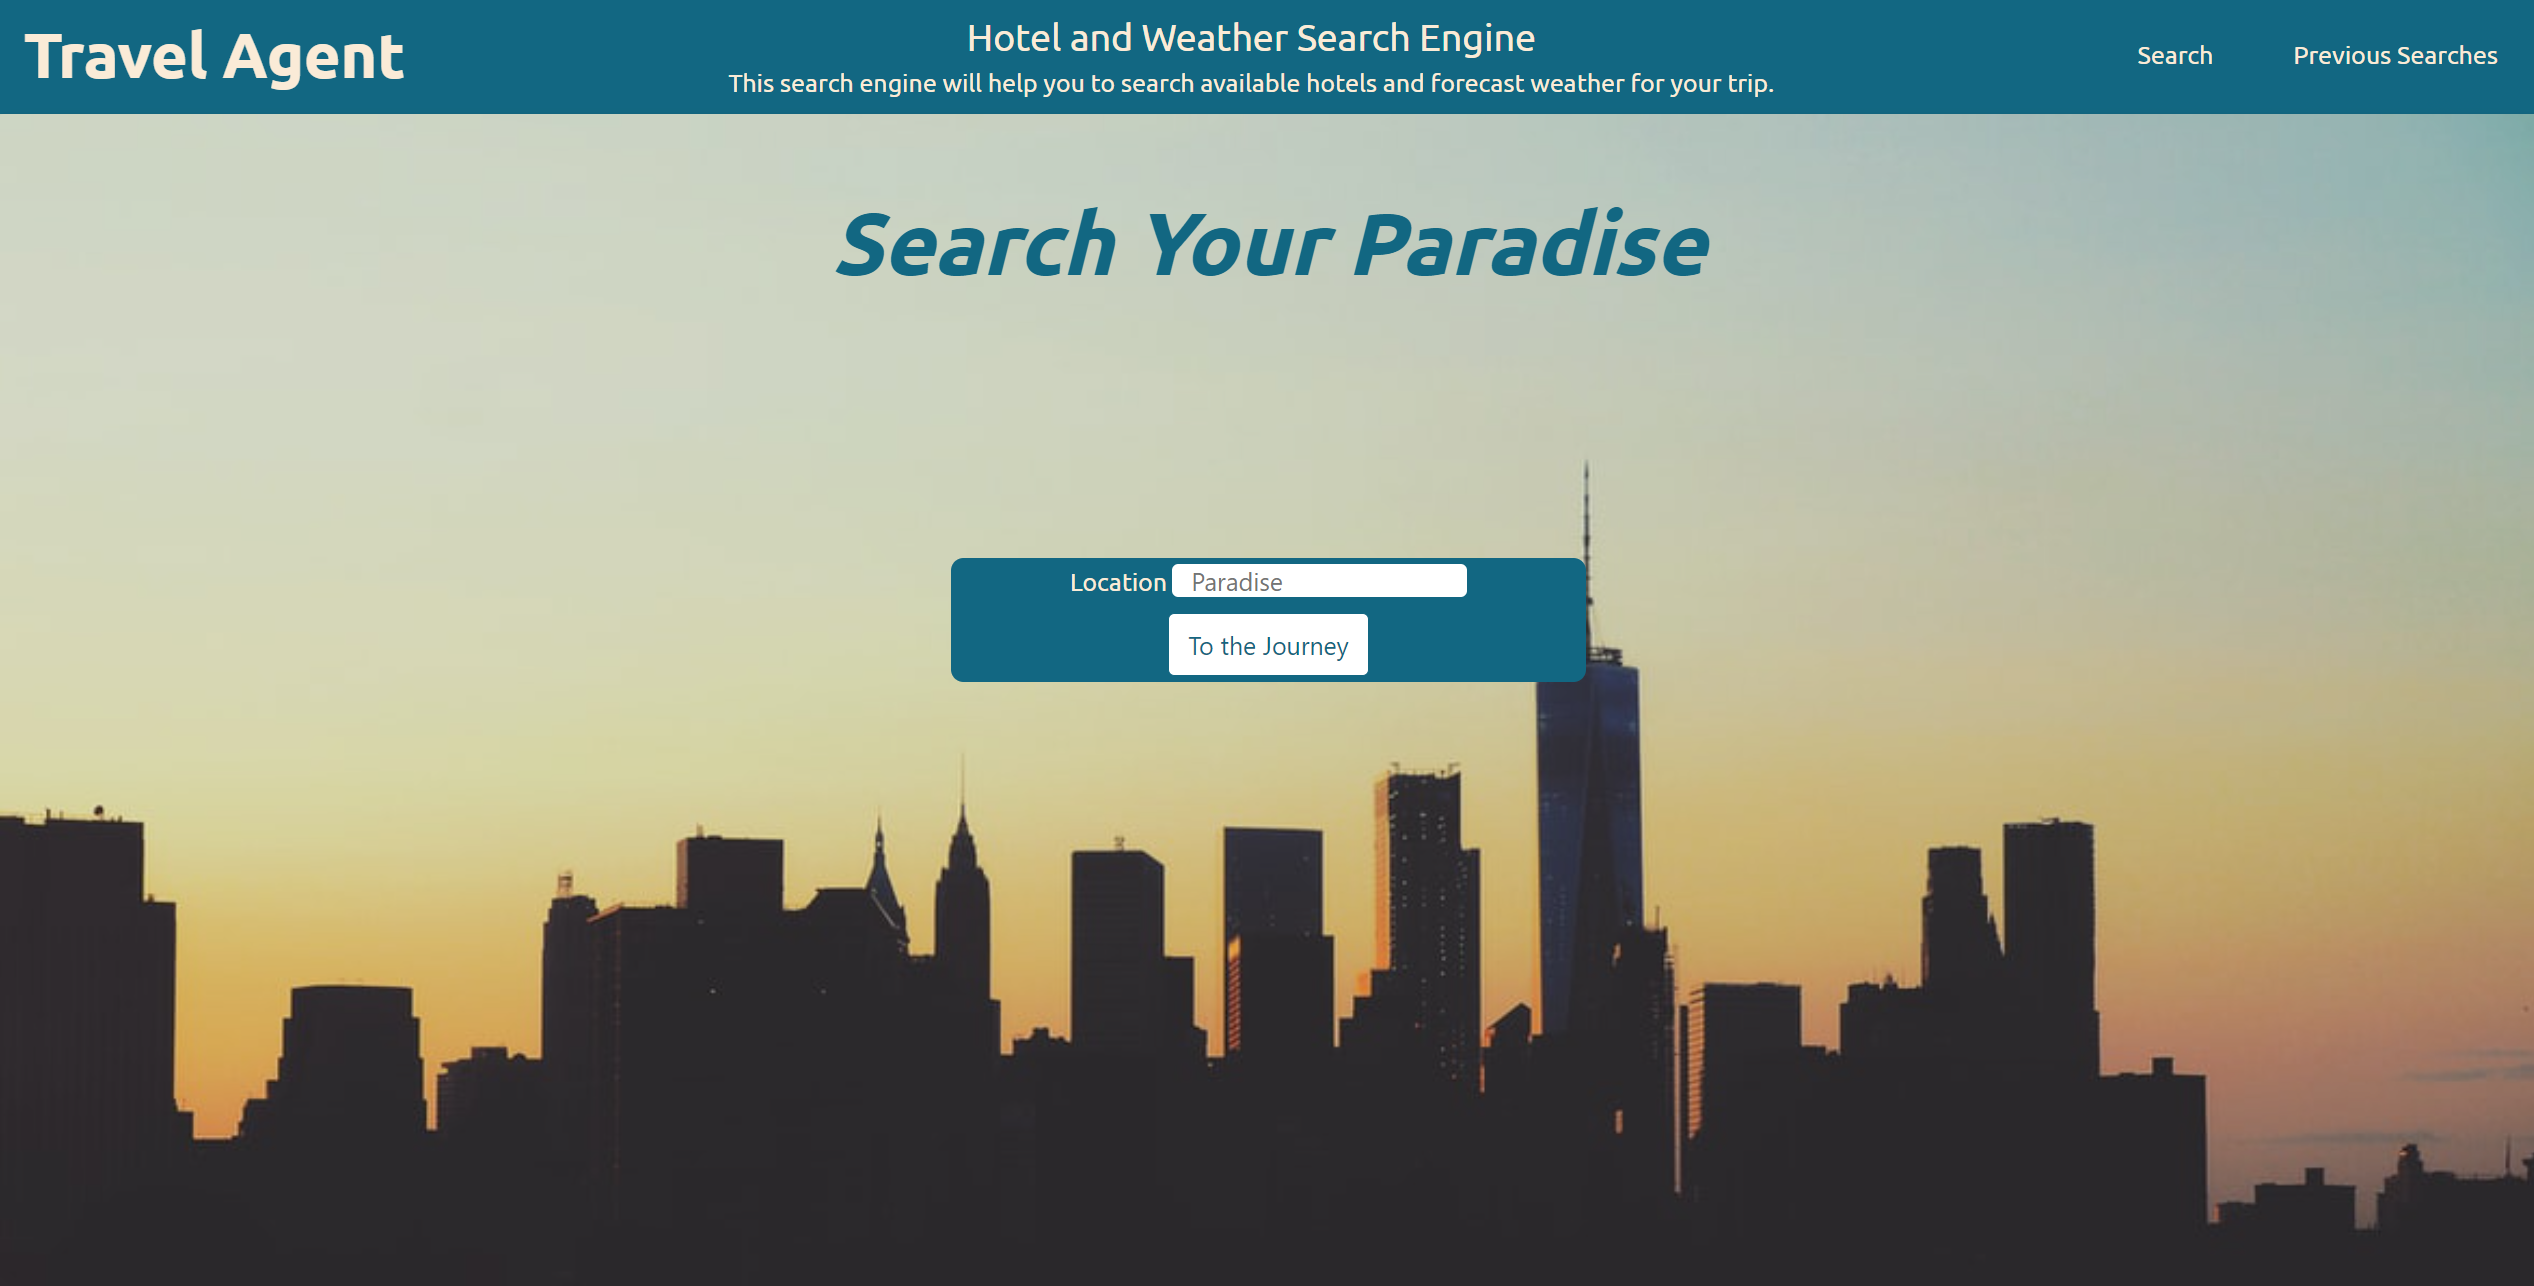 Travel Agent
Hotel and Weather Search Engine
This search engine will help you to search available hotels and forecast weather for your trip.
Search
Previous Searches
Search Your Paradise
Location Paradise
To the Journey